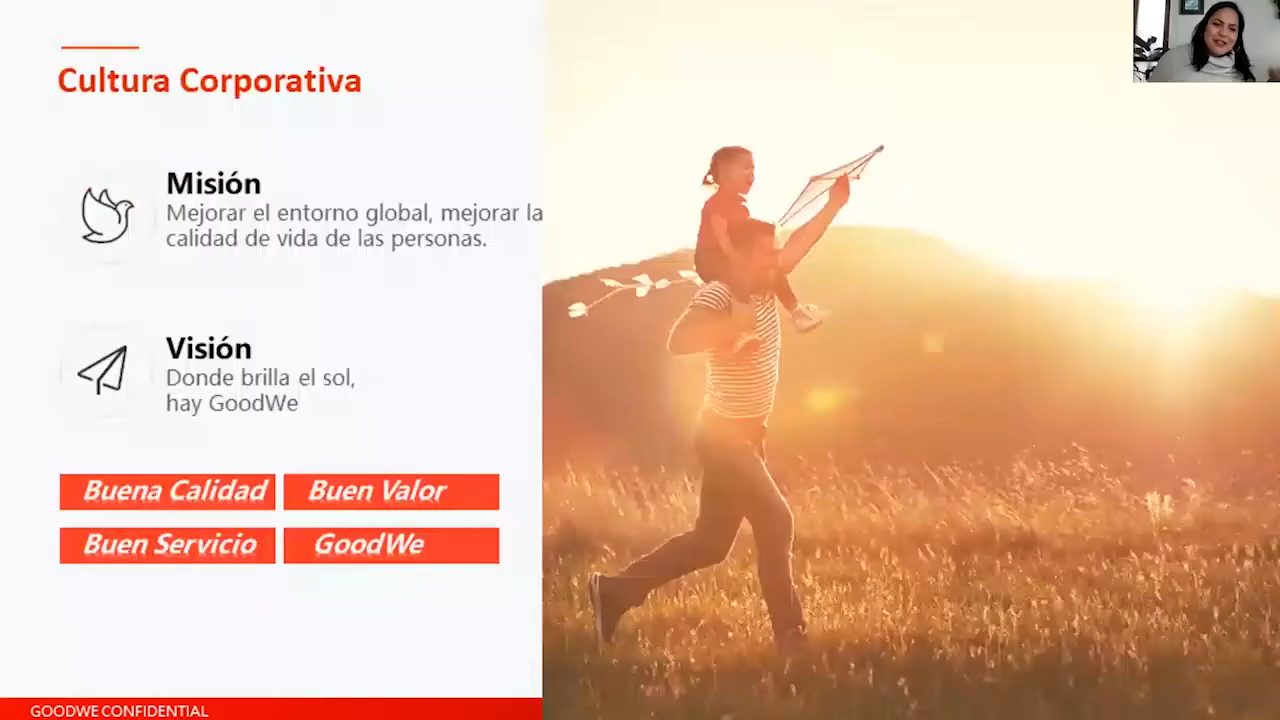 Cultura Corporativa
Misión
Mejorar el entorno global, mejorar la
calidad de vida de las personas.
Visión
Donde brilla el sol,
hay GoodWe
Buena Calidad
Buen Valor
Buen Servicio
GoodWe
GOODWE CONFIDENTIAL